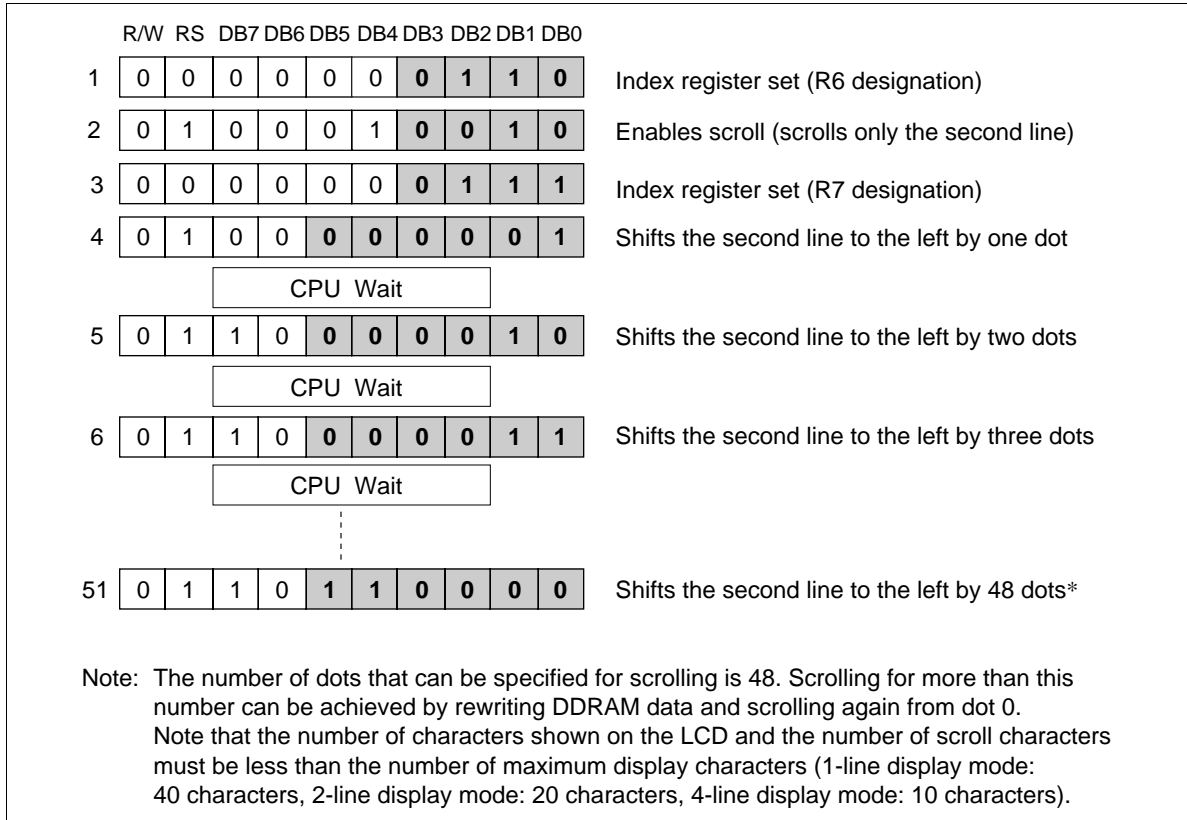 R/W RS DB7 DB6 DB5 DB4 DB3 DB2 DB1 DB0
1 0 0 0 0 0 0 0 1 1 0 Index register set (R6 designation)
2 0 1 0 0 0 1 0 0 1 0 Enables scroll (scrolls only the second line)
3 0 0 0 0 0 0 0 1 1 1 Index register set (R7 designation)
4 0 1 0 0 0 0 0 0 0 1 Shifts the second line to the left by one dot
CPU Wait
5 0 1 1 0 0 0 0 0 1 0 Shifts the second line to the left by two dots
CPU Wait
6 0 1 1 0 0 0 0 0 1 1 Shifts the second line to the left by three dots
CPU Wait
51 0 1 1 0 1 1 0 0 0 0 Shifts the second line to the left by 48 dots*
Note: The number of dots that can be specified for scrolling is 48. Scrolling for more than this
number can be achieved by rewriting DDRAM data and scrolling again from dot 0.
Note that the number of characters shown on the LCD and the number of scroll characters
must be less than the number of maximum display characters (1-line display mode:
40 characters, 2-line display mode: 20 characters, 4-line display mode: 10 characters).